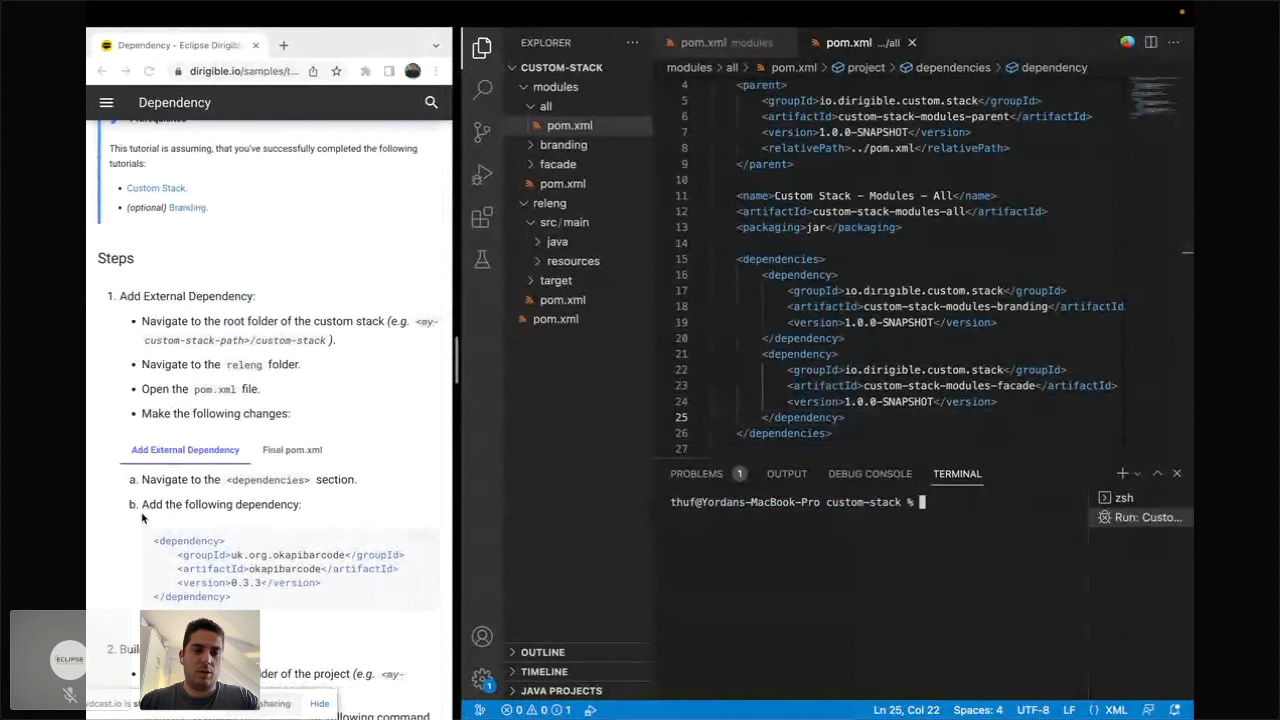 Dependency - Eclipse Dirigibl
dirigible.io/samples/t...
Dependency
This tutorial is assuming, that you've successfully completed the following
tutorials:
Custom Stack.
(optional) Branding.
Steps
1. Add External Dependency:
Navigate to the root folder of the custom stack (e.g. <my-
custom-stack-path>/custom-stack ).
Navigate to the releng folder.
Open the pom.xml file.
Make the following changes:
Add External Dependency
Final pom.xml
a. Navigate to the <dependencies> section.
b. Add the following dependency:
<dependency>
<groupId>uk.org.okapibarcode</groupId>
<artifactId>okapibarcode</artifactId>
<version>0.3.3</version>
</dependency>
2. Buil
der of the project (e.g. <my-
ECLIPSE
Hide
llowing command
EXPLORER
CUSTOM-STACK
modules
all
pom.xml
branding
facade
pom.xml
releng
src/main
java
resources
target
pom.xml
pom.xml
OUTLINE
TIMELINE
JAVA PROJECTS
pom.xml modules
pom.xml .../all
modules > all > pom.xml > project > dependencies > dependency
4 <parent>
5 <groupId>io.dirigible.custom.stack</groupId>
6 <artifactId>custom-stack-modules-parent</artifactId>
7 <version>1.0.0-SNAPSHOT</version>
8 <relativePath>../pom.xml</relativePath>
9 </parent>
10
11 <name>Custom Stack - Modules - All</name>
12 <artifactId>custom-stack-modules-all</artifactId>
13 <packaging>jar</packaging>
14
15 <dependencies>
16 <dependency>
17 <groupId>io.dirigible.custom.stack</groupId>
18 <artifactId>custom-stack-modules-branding</artifactId
19 <version>1.0.0-SNAPSHOT</version>
20 </dependency>
21 <dependency>
22 <groupId>io.dirigible.custom.stack</groupId>
23 <artifactId>custom-stack-modules-facade</artifactId>
24 <version>1.0.0-SNAPSHOT</version>
25 </dependency>
26 </dependencies>
27
PROBLEMS 1 OUTPUT DEBUG CONSOLE TERMINAL
thuf@Yordans-MacBook-Pro custom-stack %
zsh
Run: Custo...
1
0 0 1
Ln 25, Col 22 Spaces: 4 UTF-8 LF {} XML